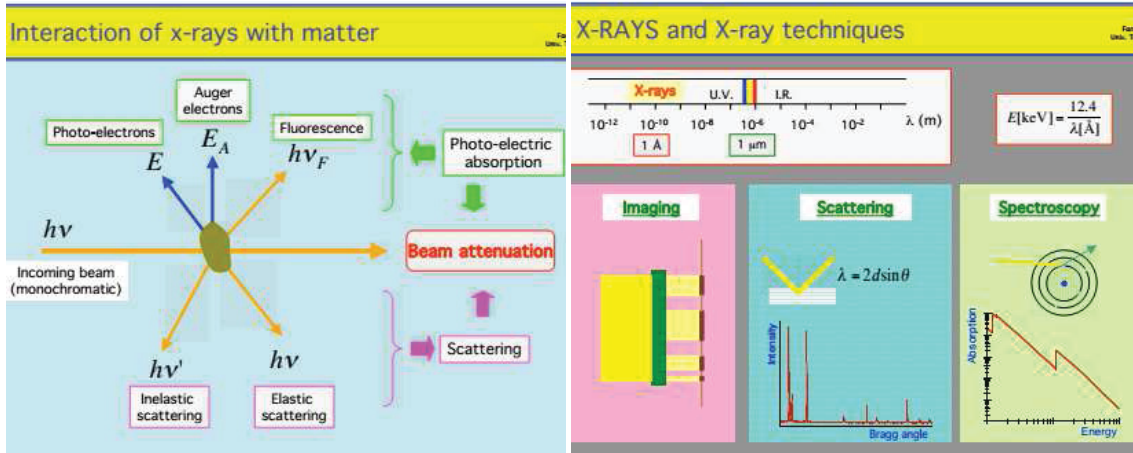 Interaction of x-rays with matter
Auger
electrons
Photo-electrons
Fluorescence
E
E_A
hν_F
Photo-electric
absorption
hν
Incoming beam
(monochromatic)
Beam attenuation
hν'
hν
Scattering
Inelastic
scattering
Elastic
scattering
X-RAYS and X-ray techniques
X-rays
U.V.
I.R.
10-12 10-10 10-8 10-6 10-4 10-2 λ (m)
1 Å
1 µm
E[keV] = 12.4 / λ[Å]
Imaging
Scattering
λ = 2d sin θ
Intensity
Bragg angle
Spectroscopy
Absorption
Energy